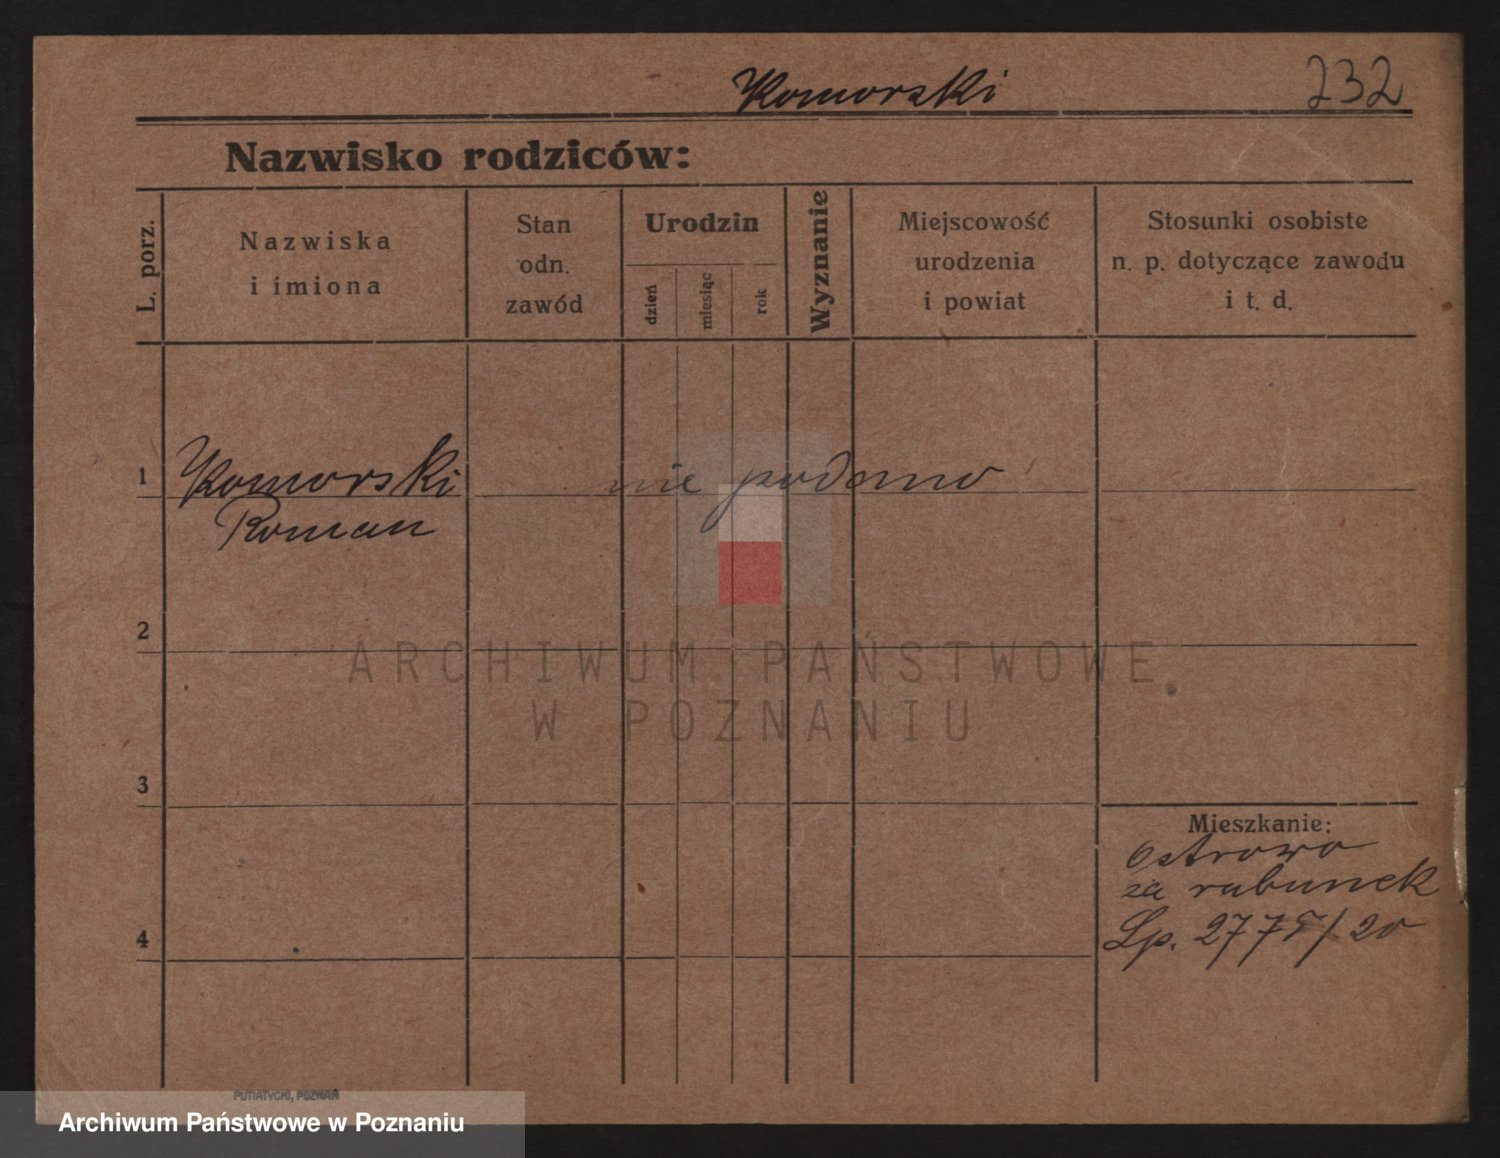 Komorski
232
Nazwisko rodziców:
L. porz.
Nazwiska
i imiona
Stan
odn.
zawód
Urodzin
dzień
miesiąc
rok
Wyznanie
Miejscowość
urodzenia
i powiat
Stosunki osobiste
n. p. dotyczące zawodu
i t. d.
1
Komorski
Roman
nie podano
2
ARCHIWUM PAŃSTWOWE
W POZNANIU
3
Mieszkanie:
Ostrowo
za rabunek
Lp. 2775/20
4
PUTIATYCKI, POZNAŃ
Archiwum Państwowe w Poznaniu